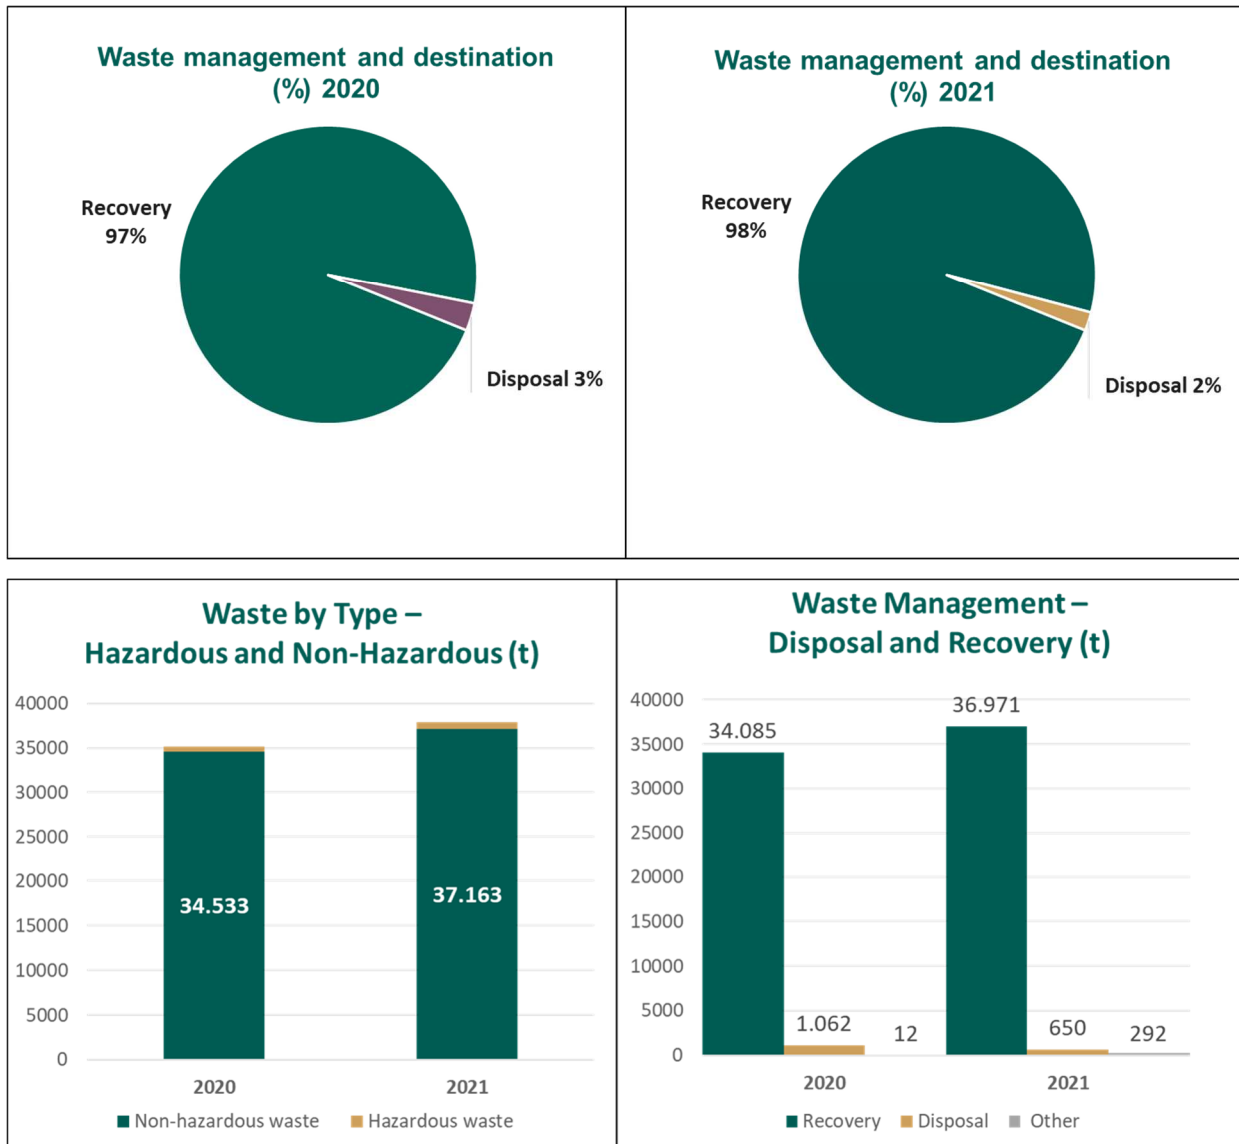 Waste management and destination
(%) 2020
Recovery
97%
Disposal 3%
Waste management and destination
(%) 2021
Recovery
98%
Disposal 2%
Waste by Type –
Hazardous and Non-Hazardous (t)
40000
35000
30000
25000
20000
15000
10000
5000
0
34.533
37.163
2020
2021
Non-hazardous waste
Hazardous waste
Waste Management –
Disposal and Recovery (t)
40000
35000
30000
25000
20000
15000
10000
5000
0
34.085
1.062
12
36.971
650
292
2020
2021
Recovery
Disposal
Other